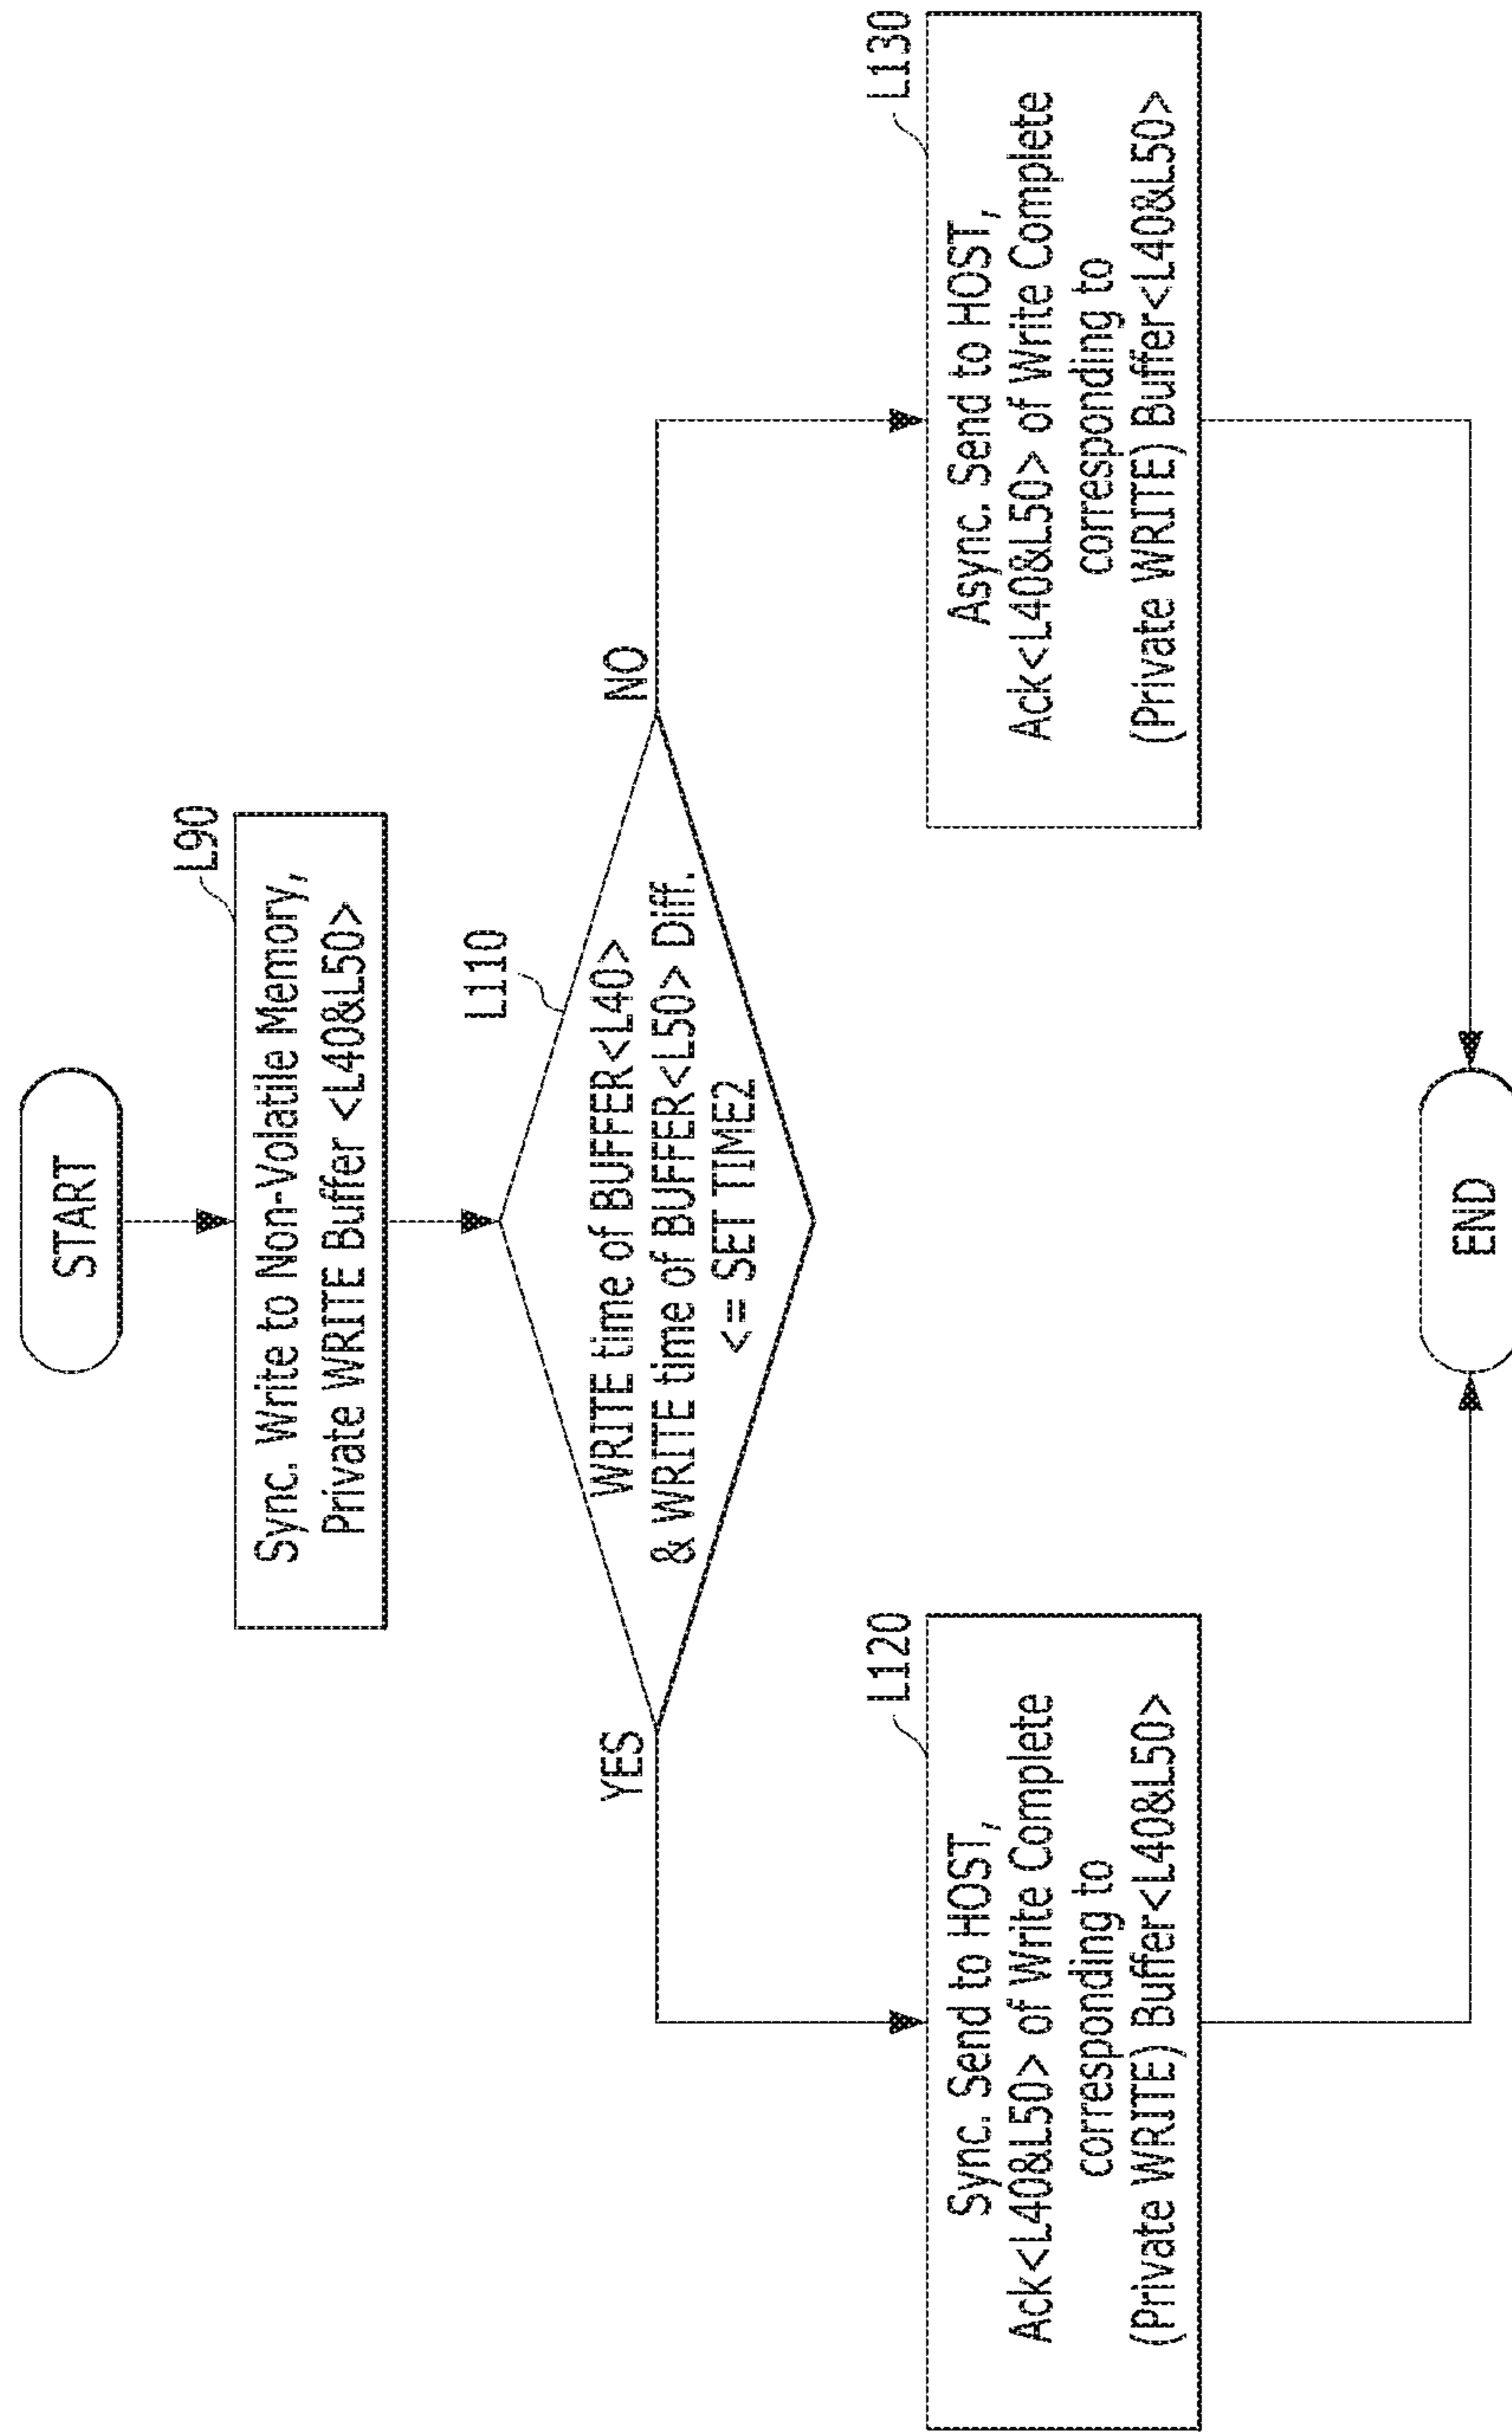 START
L90
Sync. Write to Non-Volatile Memory,
Private WRITE Buffer <L40&L50>
L110
WRITE time of BUFFER<L40>
& WRITE time of BUFFER<L50> Diff.
<= SET TIME2
YES
NO
L120
Sync. Send to HOST,
Ack<L40&L50> of Write Complete
corresponding to
(Private WRITE) Buffer<L40&L50>
L130
Async. Send to HOST,
Ack<L40&L50> of Write Complete
corresponding to
(Private WRITE) Buffer<L40&L50>
END